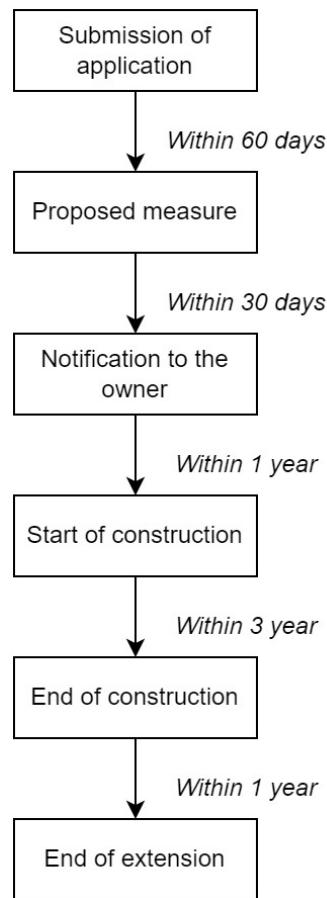 Submission of
application
Within 60 days
Proposed measure
Within 30 days
Notification to the
owner
Within 1 year
Start of construction
Within 3 year
End of construction
Within 1 year
End of extension